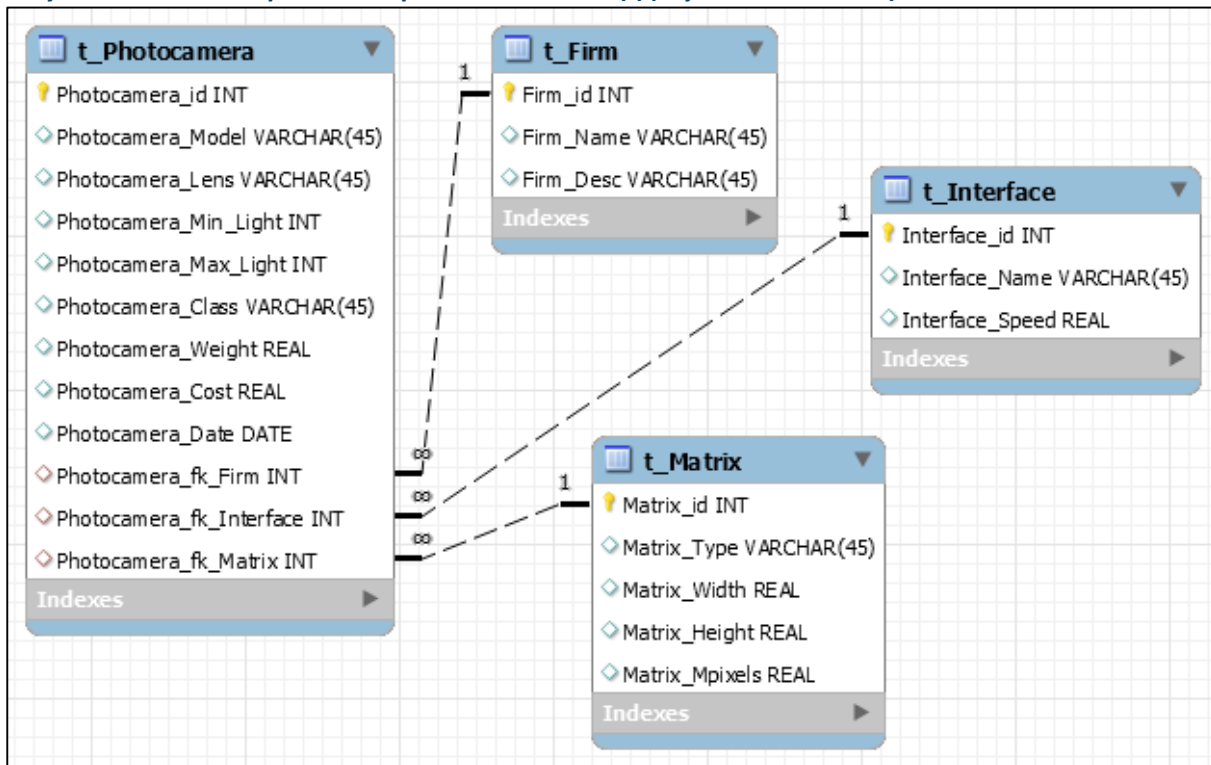 t_Photocamera
Photocamera_id INT
Photocamera_Model VARCHAR(45)
Photocamera_Lens VARCHAR(45)
Photocamera_Min_Light INT
Photocamera_Max_Light INT
Photocamera_Class VARCHAR(45)
Photocamera_Weight REAL
Photocamera_Cost REAL
Photocamera_Date DATE
Photocamera_fk_Firm INT
Photocamera_fk_Interface INT
Photocamera_fk_Matrix INT
Indexes
∞
∞
∞
1
t_Firm
Firm_id INT
Firm_Name VARCHAR(45)
Firm_Desc VARCHAR(45)
Indexes
1
t_Interface
Interface_id INT
Interface_Name VARCHAR(45)
Interface_Speed REAL
Indexes
1
t_Matrix
Matrix_id INT
Matrix_Type VARCHAR(45)
Matrix_Width REAL
Matrix_Height REAL
Matrix_Mpixels REAL
Indexes